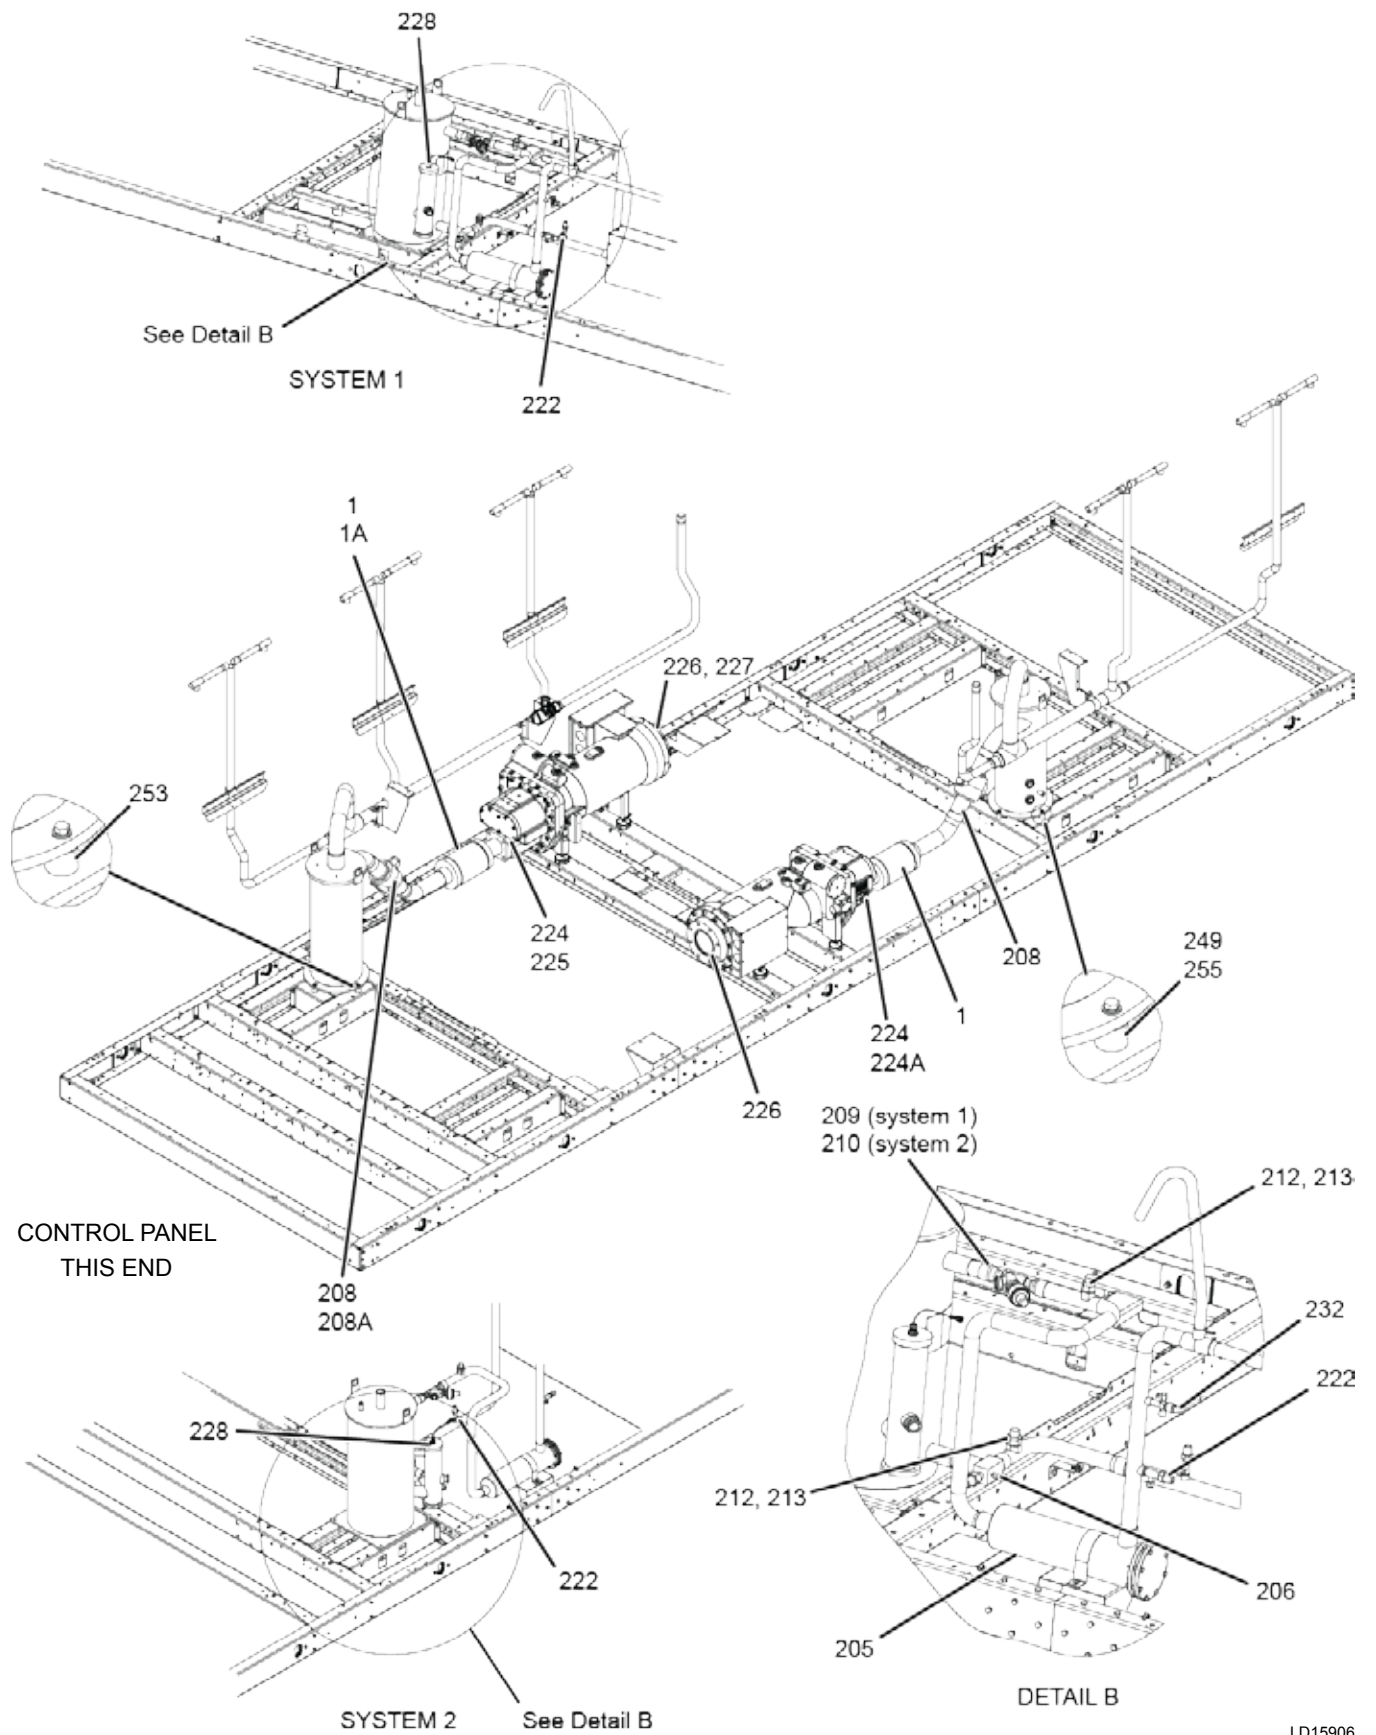 228
See Detail B
SYSTEM 1
222
1
1A
226, 227
253
224
225
208
249
255
1
224
224A
226
209 (system 1)
210 (system 2)
212, 213
CONTROL PANEL
THIS END
208
208A
232
222
228
212, 213
222
206
205
DETAIL B
SYSTEM 2
See Detail B
LD15906